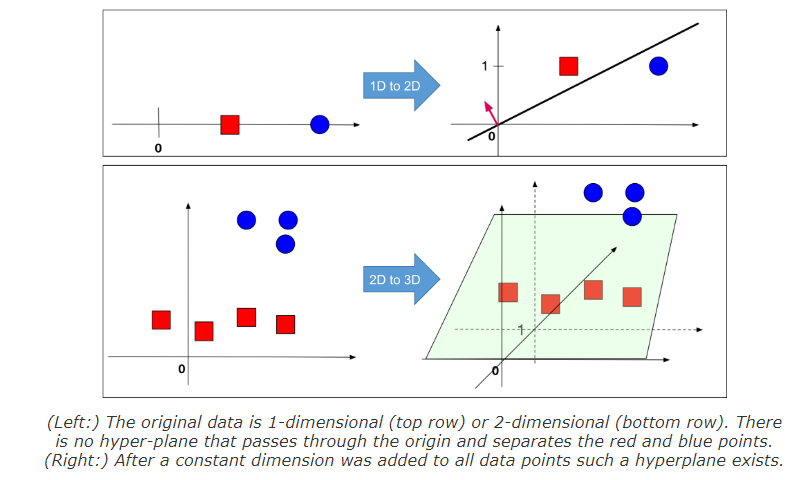 1D to 2D
0
1
0
2D to 3D
0
1
0
(Left:) The original data is 1-dimensional (top row) or 2-dimensional (bottom row). There
is no hyper-plane that passes through the origin and separates the red and blue points.
(Right:) After a constant dimension was added to all data points such a hyperplane exists.